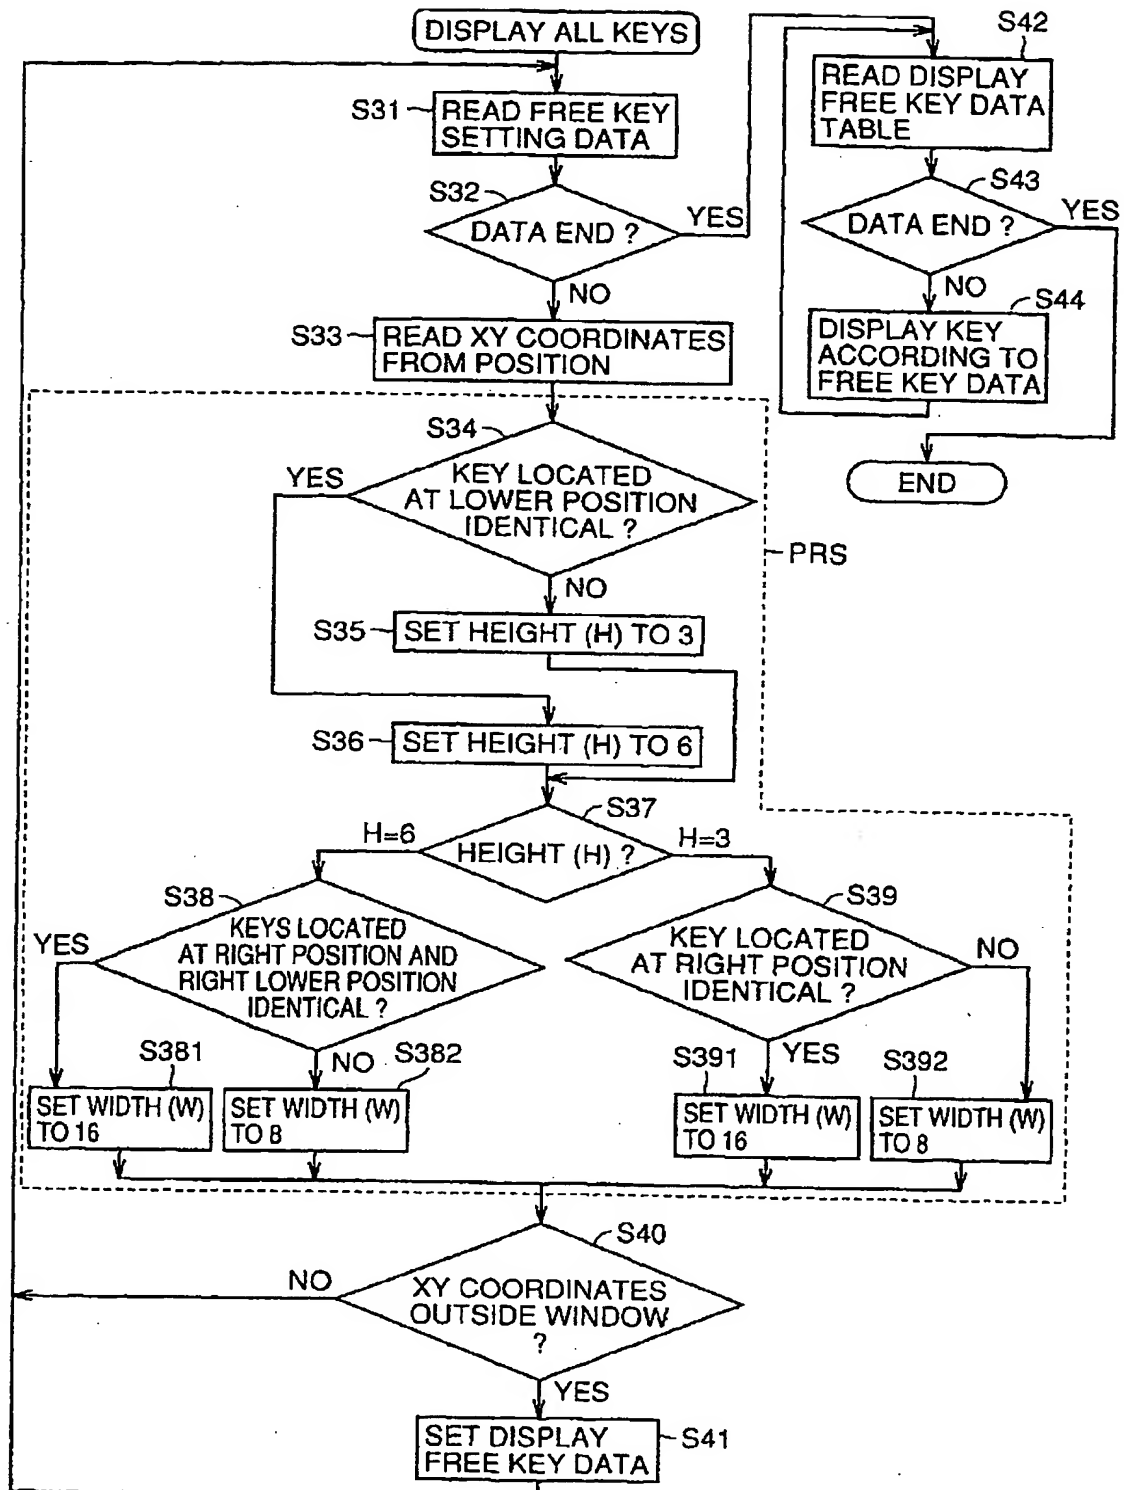 DISPLAY ALL KEYS
S31
READ FREE KEY
SETTING DATA
S32
DATA END ?
YES
NO
S33
READ XY COORDINATES
FROM POSITION
S34
YES
KEY LOCATED
AT LOWER POSITION
IDENTICAL ?
NO
PRS
S35
SET HEIGHT (H) TO 3
S36
SET HEIGHT (H) TO 6
S37
H=6
HEIGHT (H) ?
H=3
S38
YES
KEYS LOCATED
AT RIGHT POSITION AND
RIGHT LOWER POSITION
IDENTICAL ?
NO
S381
SET WIDTH (W)
TO 16
S382
SET WIDTH (W)
TO 8
S39
KEY LOCATED
AT RIGHT POSITION
IDENTICAL ?
NO
YES
S391
SET WIDTH (W)
TO 16
S392
SET WIDTH (W)
TO 8
S40
NO
XY COORDINATES
OUTSIDE WINDOW
?
YES
S41
SET DISPLAY
FREE KEY DATA
S42
READ DISPLAY
FREE KEY DATA
TABLE
S43
DATA END ?
YES
NO
S44
DISPLAY KEY
ACCORDING TO
FREE KEY DATA
END